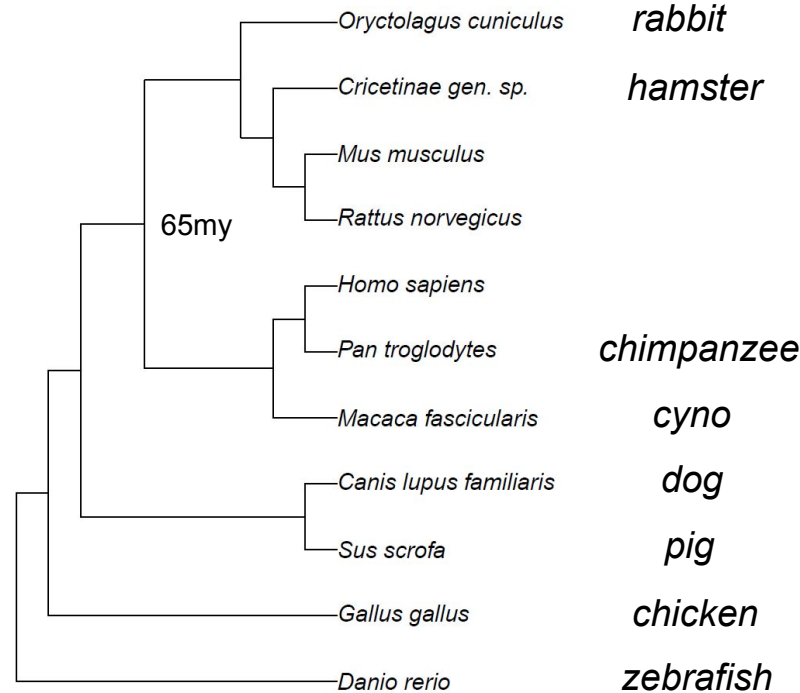 Oryctolagus cuniculus rabbit
Cricetinae gen. sp. hamster
Mus musculus
Rattus norvegicus
65my
Homo sapiens
Pan troglodytes chimpanzee
Macaca fascicularis cyno
Canis lupus familiaris dog
Sus scrofa pig
Gallus gallus chicken
Danio rerio zebrafish